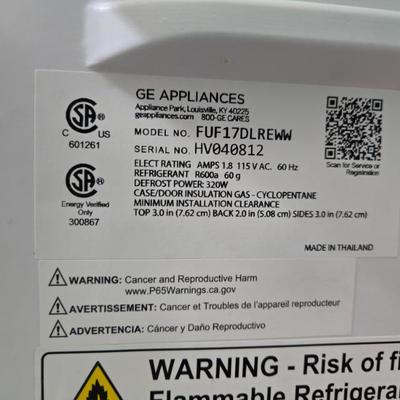 GE APPLIANCES
Appliance Park, Louisville, KY 40225
geappliances.com 800-GE CARES
MODEL NO. FUF17DLREWW
SERIAL NO. HV040812
C US
601261
Energy Verified
Only
300867
Scan for Service or
Registration
ELECT RATING AMPS 1.8 115 V AC. 60 Hz
REFRIGERANT R600a 60 g
DEFROST POWER: 320W
CASE/DOOR INSULATION GAS - CYCLOPENTANE
MINIMUM INSTALLATION CLEARANCE
TOP 3.0 in (7.62 cm) BACK 2.0 in (5.08 cm) SIDES 3.0 in (7.62 cm)
MADE IN THAILAND
WARNING: Cancer and Reproductive Harm
www.P65Warnings.ca.gov
AVERTISSEMENT: Cancer et Troubles de l'appareil reproducteur
ADVERTENCIA: Cáncer y Daño Reproductivo
WARNING - Risk of fi
Flammable Refrigeran